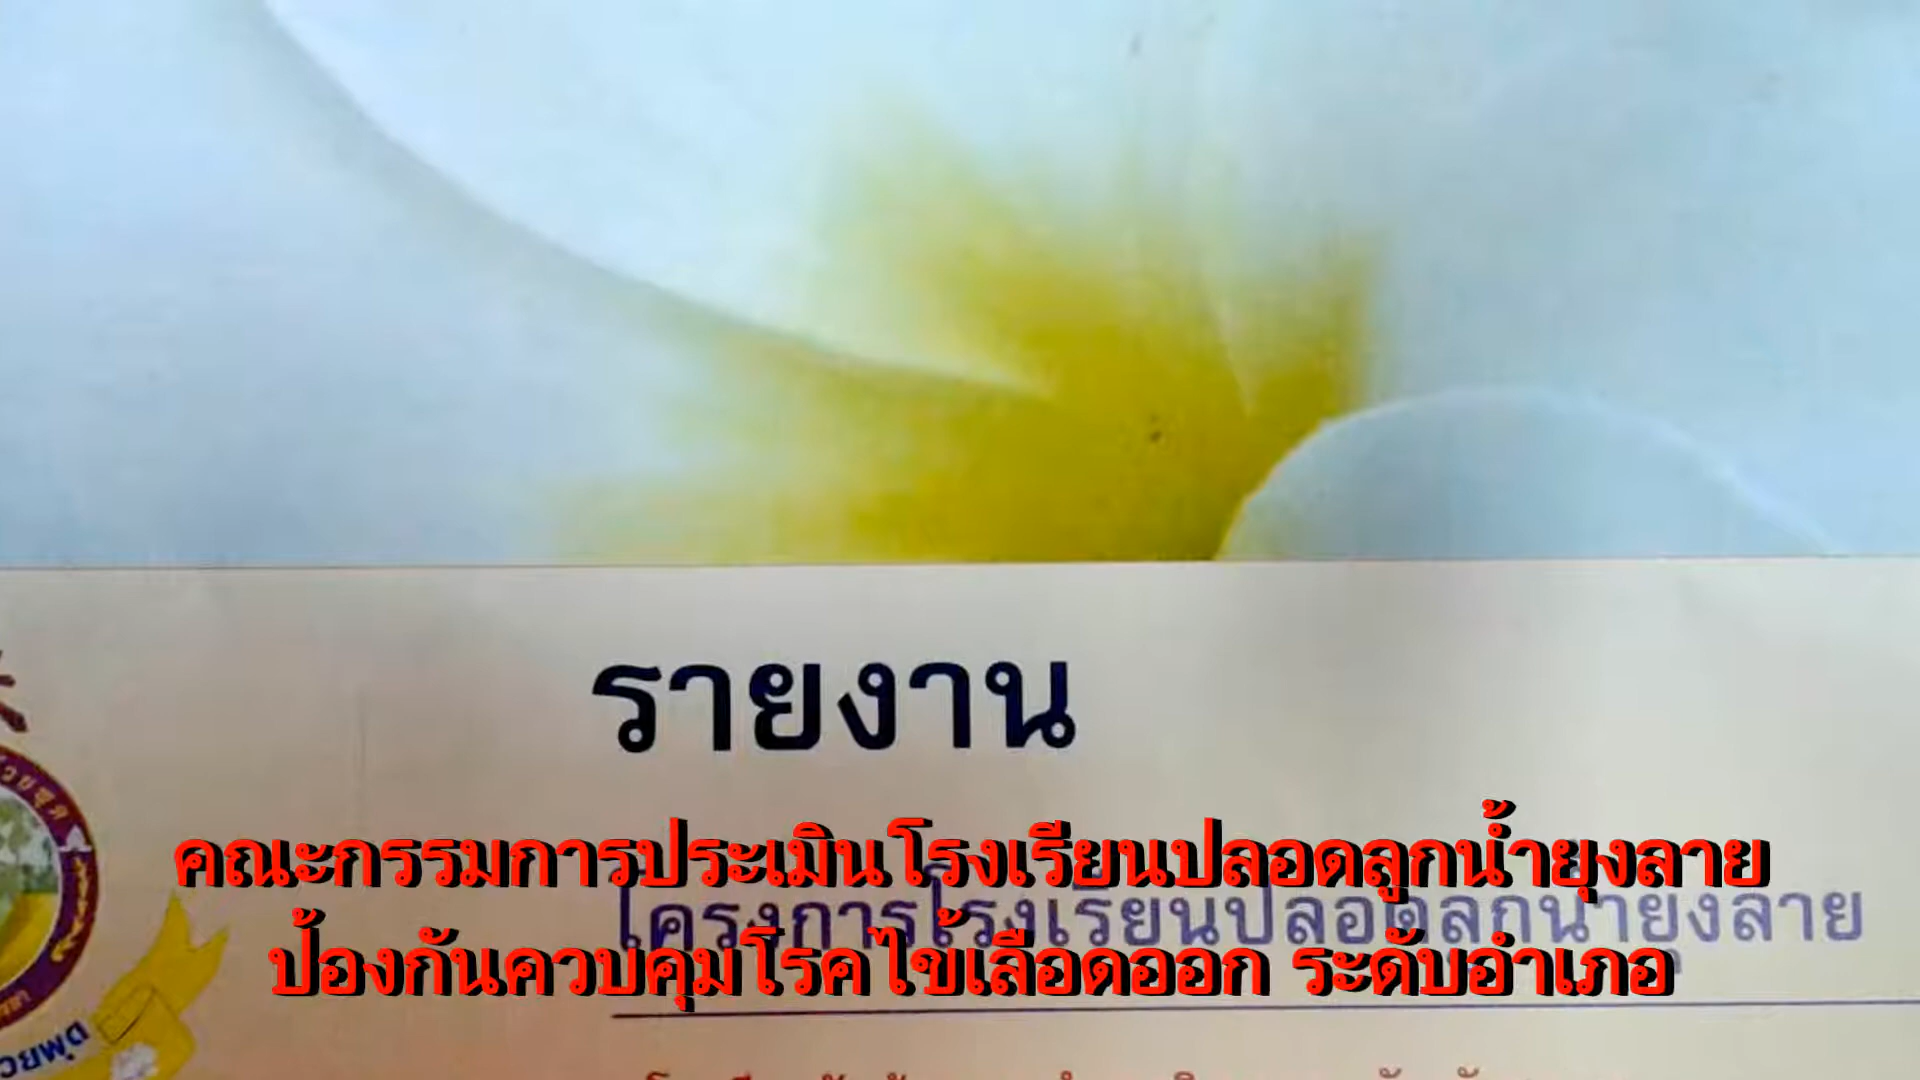 รายงาน
คณะกรรมการประเมินโรงเรียนปลอดลูกน้ำยุงลาย
โครงการโรงเรียนปลอดลูกน้ำยุงลาย
ป้องกันควบคุมโรคไข้เลือดออก ระดับอำเภอ